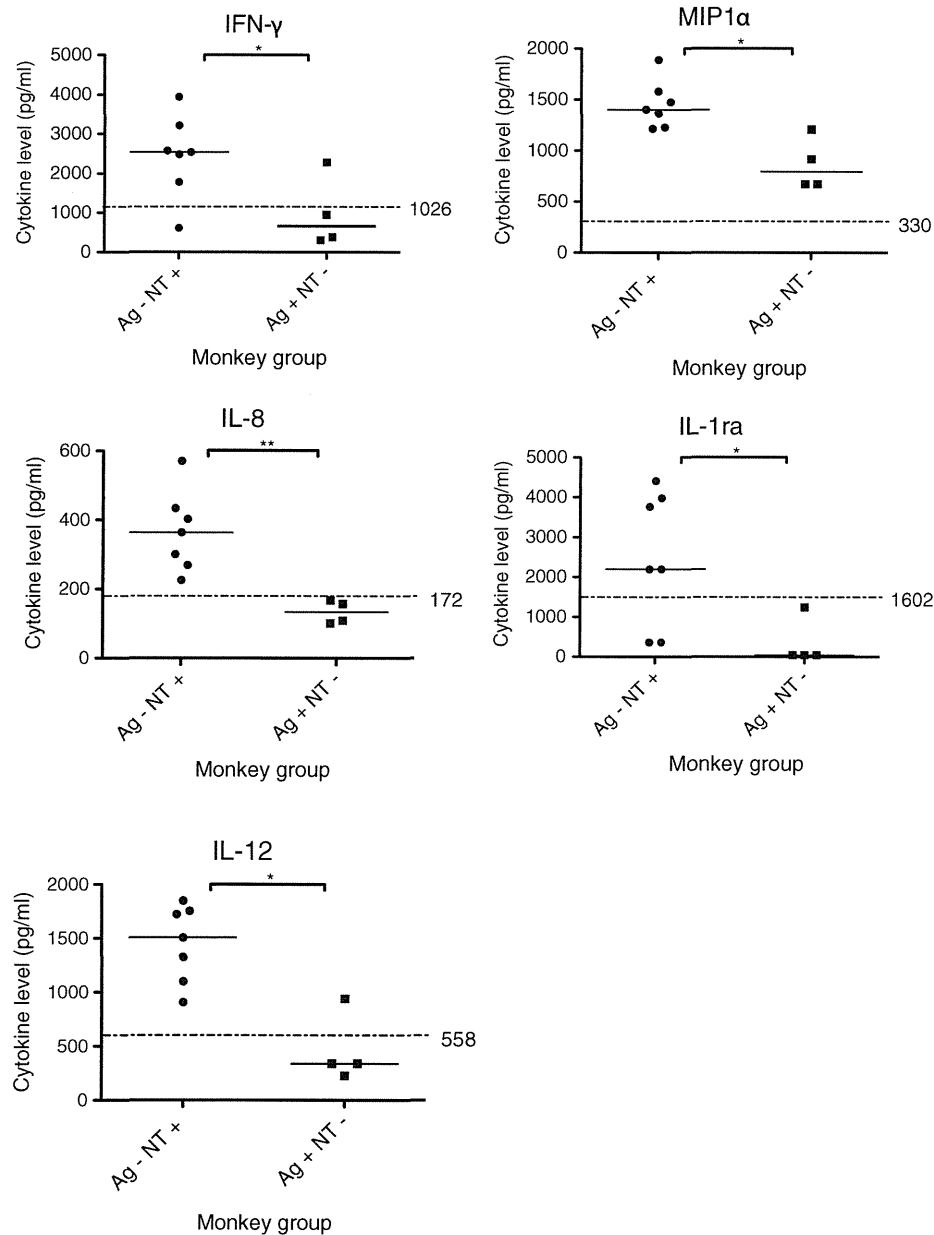 IFN-γ
Cytokine level (pg/ml)
5000
4000
3000
2000
1000
0
*
1026
Ag - NT +
Ag + NT -
Monkey group
MIP1α
Cytokine level (pg/ml)
2000
1500
1000
500
0
*
330
Ag - NT +
Ag + NT -
Monkey group
IL-8
Cytokine level (pg/ml)
600
400
200
0
**
172
Ag - NT +
Ag + NT -
Monkey group
IL-1ra
Cytokine level (pg/ml)
5000
4000
3000
2000
1000
0
*
1602
Ag - NT +
Ag + NT -
Monkey group
IL-12
Cytokine level (pg/ml)
2000
1500
1000
500
0
*
558
Ag - NT +
Ag + NT -
Monkey group